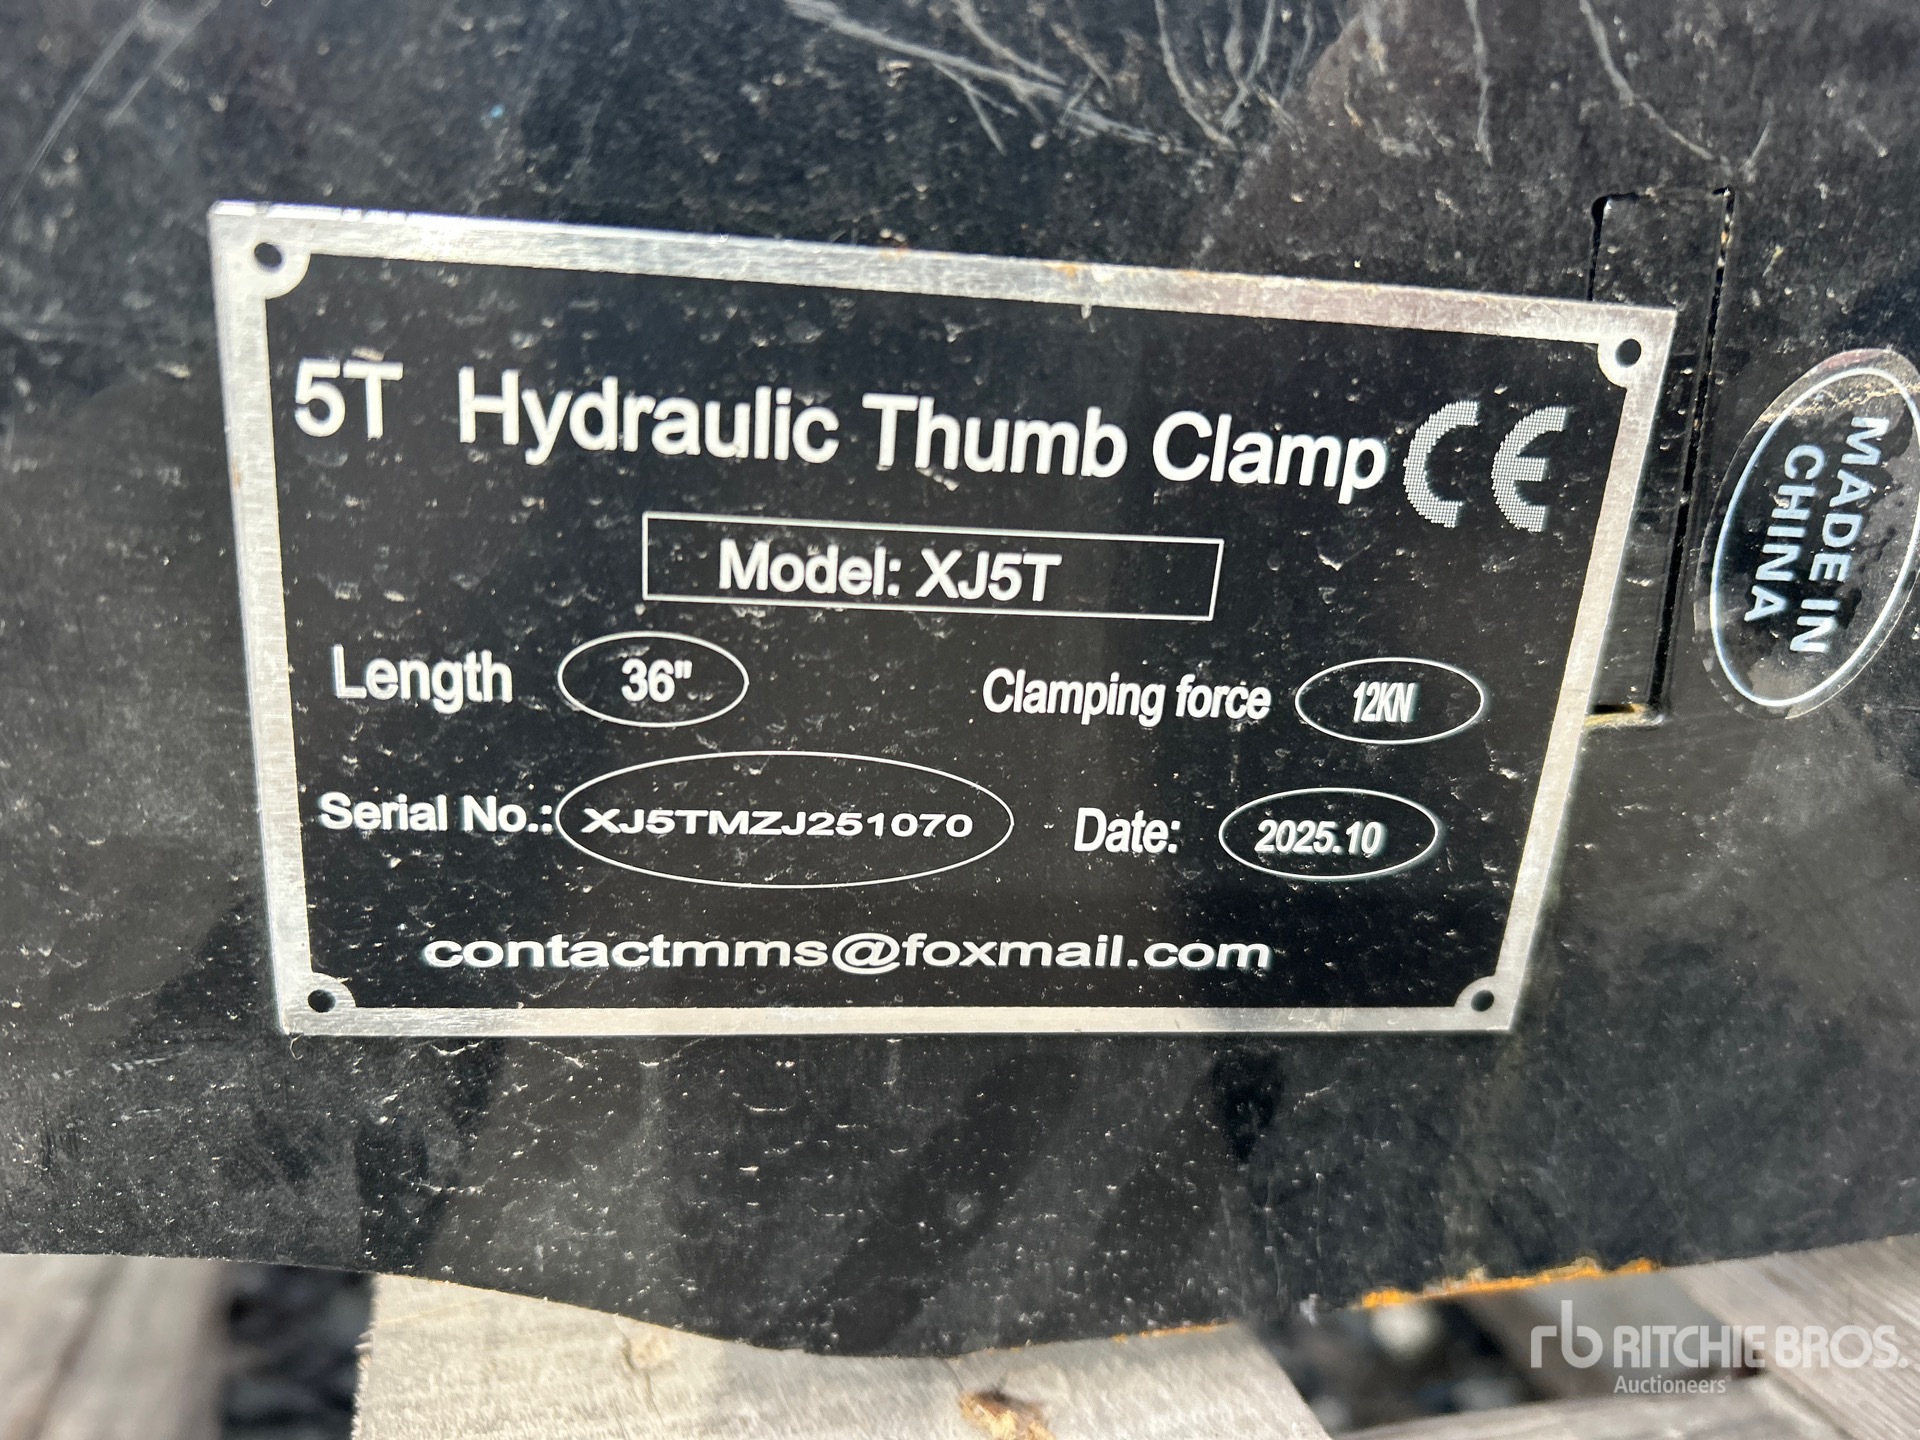 5T Hydraulic Thumb Clamp CE
Model: XJ5T
Length 36" Clamping force 12KN
Serial No.: XJ5TMZJ251070 Date: 2025.10
contactmms@foxmail.com
MADE IN
CHINA
rb RITCHIE BROS.
Auctioneers